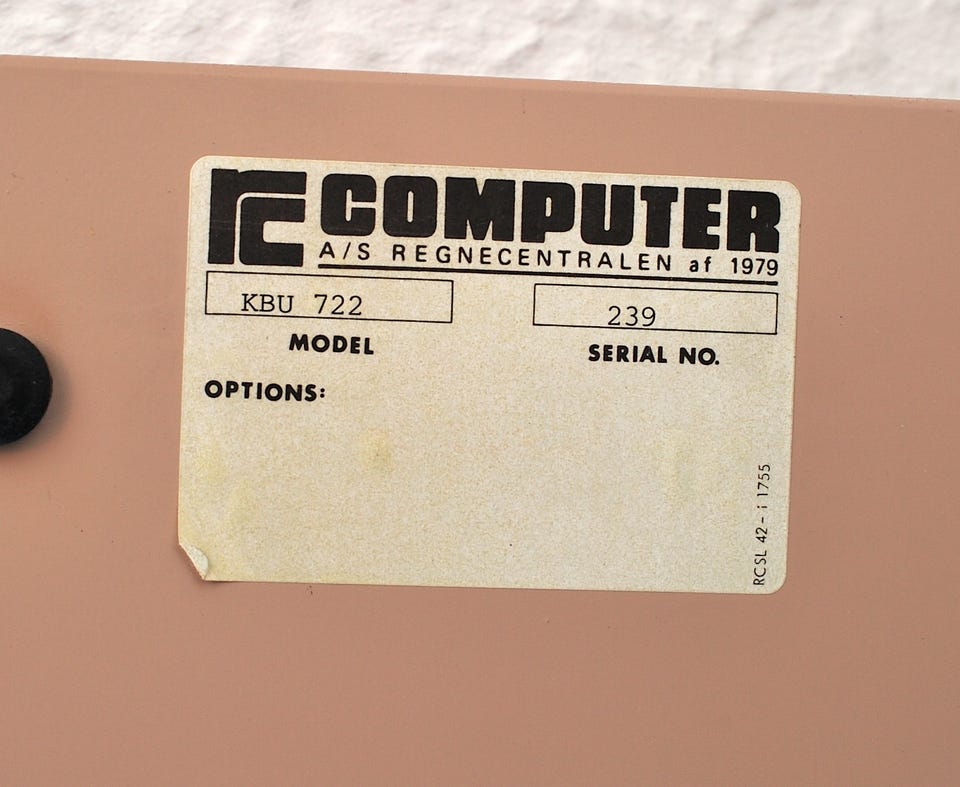 rc COMPUTER
A/S REGNECENTRALEN af 1979
KBU 722 239
MODEL SERIAL NO.
OPTIONS:
RCSL 42 - i 1755